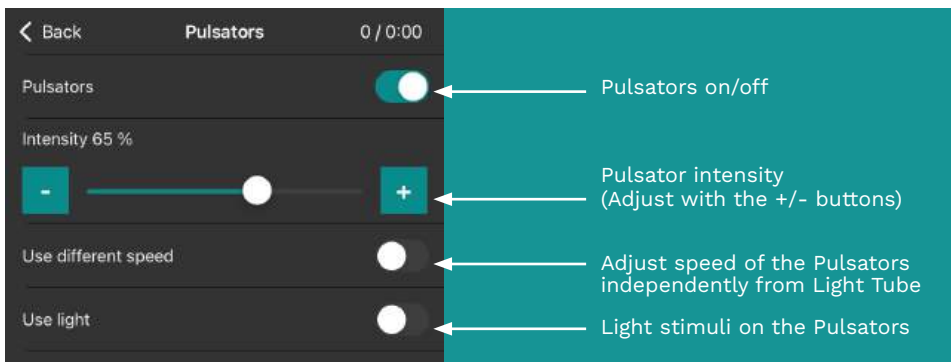 Back Pulsators 0 / 0:00
Pulsators
Pulsators on/off
Intensity 65 %
- +
Pulsator intensity
(Adjust with the +/- buttons)
Use different speed
Adjust speed of the Pulsators
independently from Light Tube
Use light
Light stimuli on the Pulsators